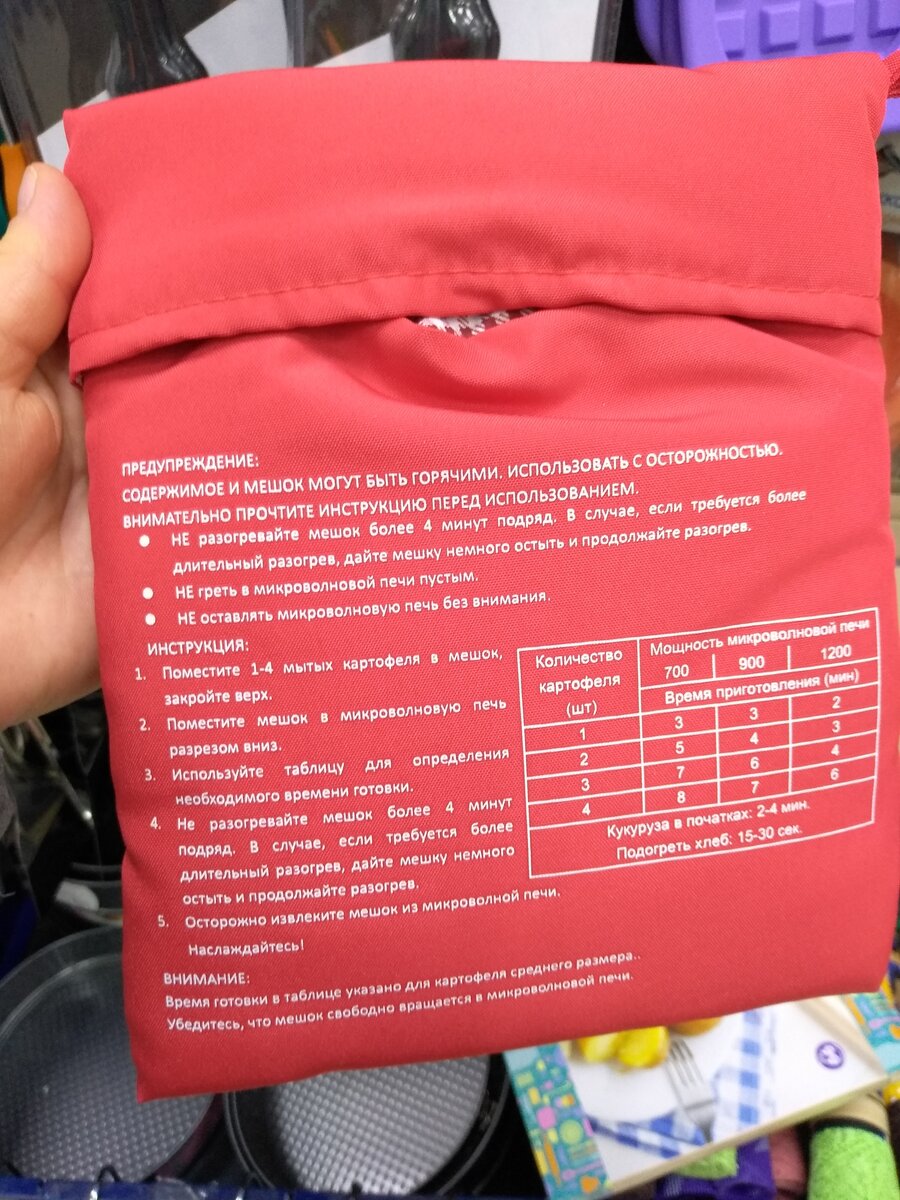 ПРЕДУПРЕЖДЕНИЕ:
СОДЕРЖИМОЕ И МЕШОК МОГУТ БЫТЬ ГОРЯЧИМИ. ИСПОЛЬЗОВАТЬ С ОСТОРОЖНОСТЬЮ.
ВНИМАТЕЛЬНО ПРОЧТИТЕ ИНСТРУКЦИЮ ПЕРЕД ИСПОЛЬЗОВАНИЕМ.
● НЕ разогревайте мешок более 4 минут подряд. В случае, если требуется более
длительный разогрев, дайте мешку немного остыть и продолжайте разогрев.
● НЕ греть в микроволновой печи пустым.
● НЕ оставлять микроволновую печь без внимания.
ИНСТРУКЦИЯ:
1. Поместите 1-4 мытых картофеля в мешок,
закройте верх.
2. Поместите мешок в микроволновую печь
разрезом вниз.
3. Используйте таблицу для определения
необходимого времени готовки.
4. Не разогревайте мешок более 4 минут
подряд. В случае, если требуется более
длительный разогрев, дайте мешку немного
остыть и продолжайте разогрев.
5. Осторожно извлеките мешок из микроволной печи.
Наслаждайтесь!
Количество
картофеля
(шт)
Мощность микроволновой печи
700 900 1200
Время приготовления (мин)
1 3 3 2
2 5 4 3
3 7 6 4
4 8 7 6
Кукуруза в початках: 2-4 мин.
Подогреть хлеб: 15-30 сек.
ВНИМАНИЕ:
Время готовки в таблице указано для картофеля среднего размера..
Убедитесь, что мешок свободно вращается в микроволновой печи.